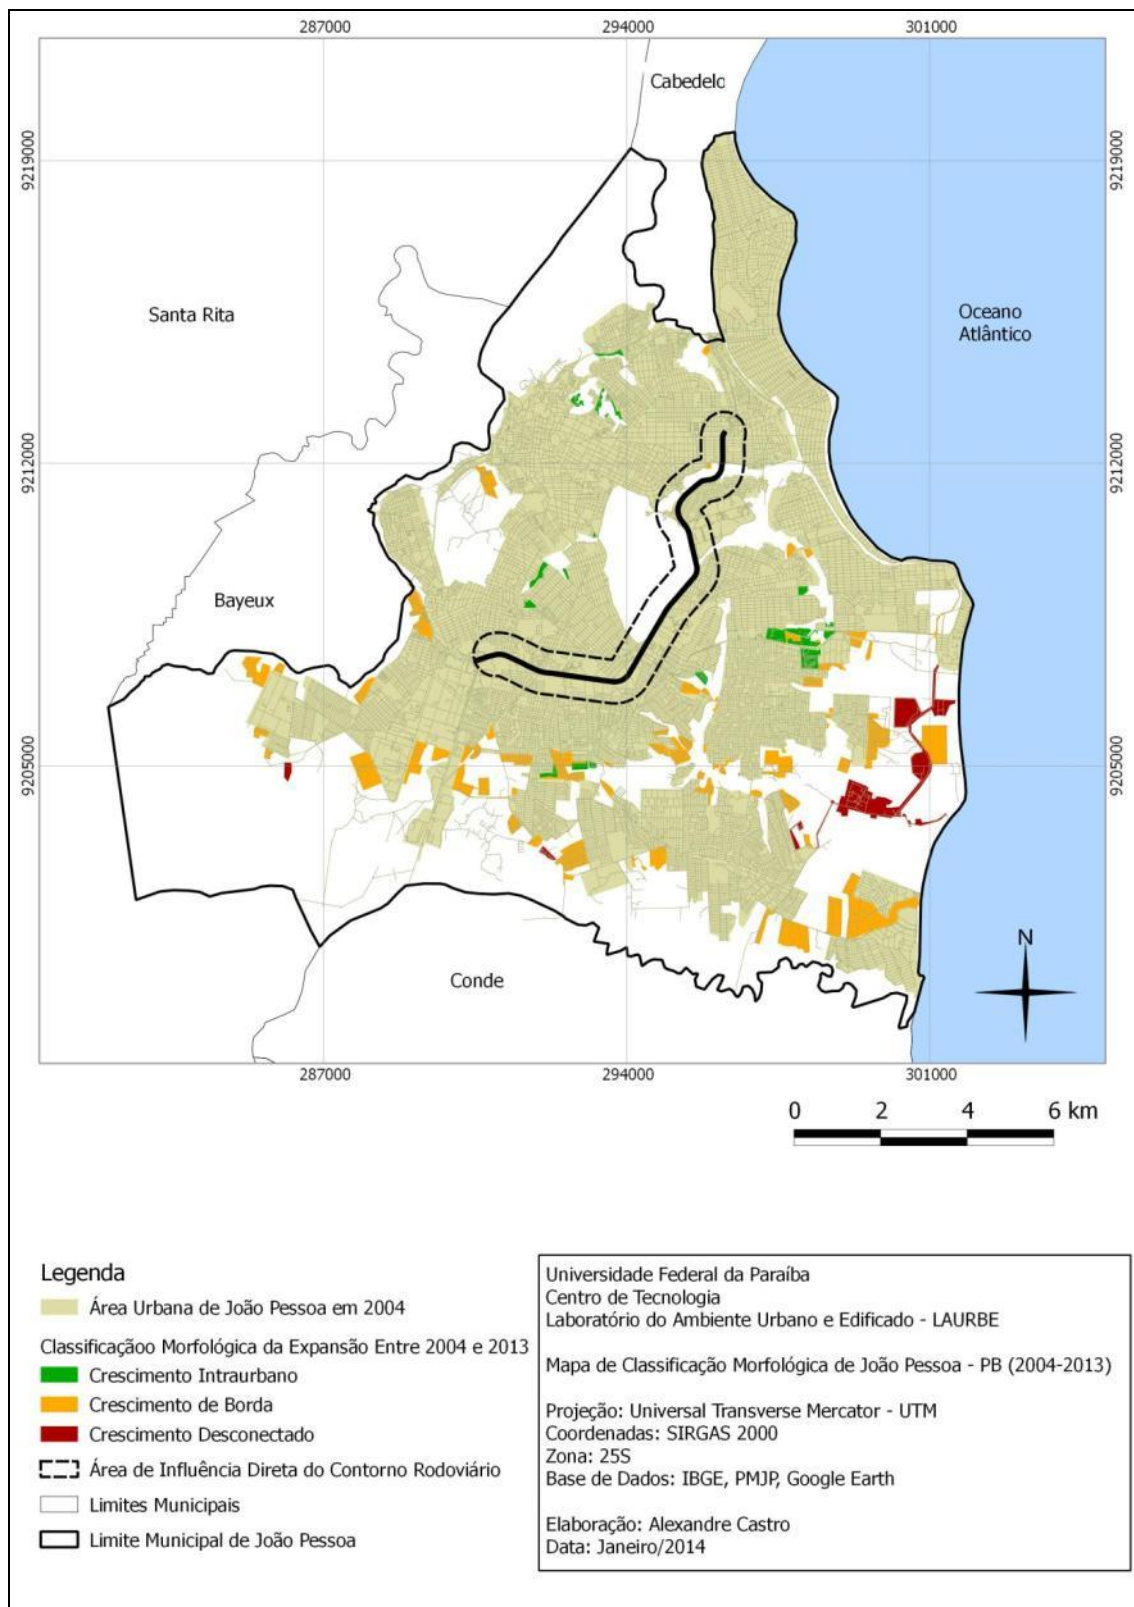 287000
294000
301000
Cabedelo
9219000
9219000
Santa Rita
Oceano
Atlântico
9212000
9212000
Bayeux
9205000
9205000
Conde
N
287000
294000
301000
0 2 4 6 km
Legenda
Área Urbana de João Pessoa em 2004
Classificaçãoo Morfológica da Expansão Entre 2004 e 2013
Crescimento Intraurbano
Crescimento de Borda
Crescimento Desconectado
Área de Influência Direta do Contorno Rodoviário
Limites Municipais
Limite Municipal de João Pessoa
Universidade Federal da Paraíba
Centro de Tecnologia
Laboratório do Ambiente Urbano e Edificado - LAURBE
Mapa de Classificação Morfológica de João Pessoa - PB (2004-2013)
Projeção: Universal Transverse Mercator - UTM
Coordenadas: SIRGAS 2000
Zona: 25S
Base de Dados: IBGE, PMJP, Google Earth
Elaboração: Alexandre Castro
Data: Janeiro/2014